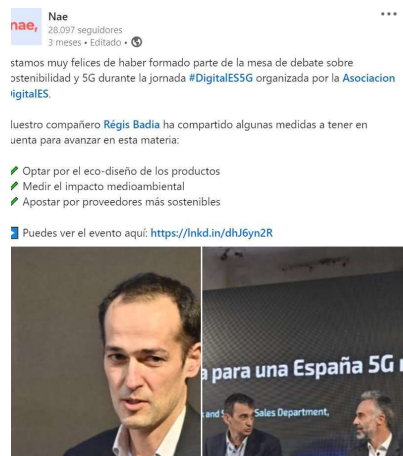 nae,
Nae
28.097 seguidores
3 meses • Editado •
stamos muy felices de haber formado parte de la mesa de debate sobre
ostenibilidad y 5G durante la jornada #DigitalES5G organizada por la Asociacion
DigitalES.
uestro compañero Régis Badia ha compartido algunas medidas a tener en
uenta para avanzar en esta materia:
Optar por el eco-diseño de los productos
Medir el impacto medioambiental
Apostar por proveedores más sostenibles
Puedes ver el evento aquí: https://lnkd.in/dhJ6yn2R
a para una España 5G
and Sales Department,